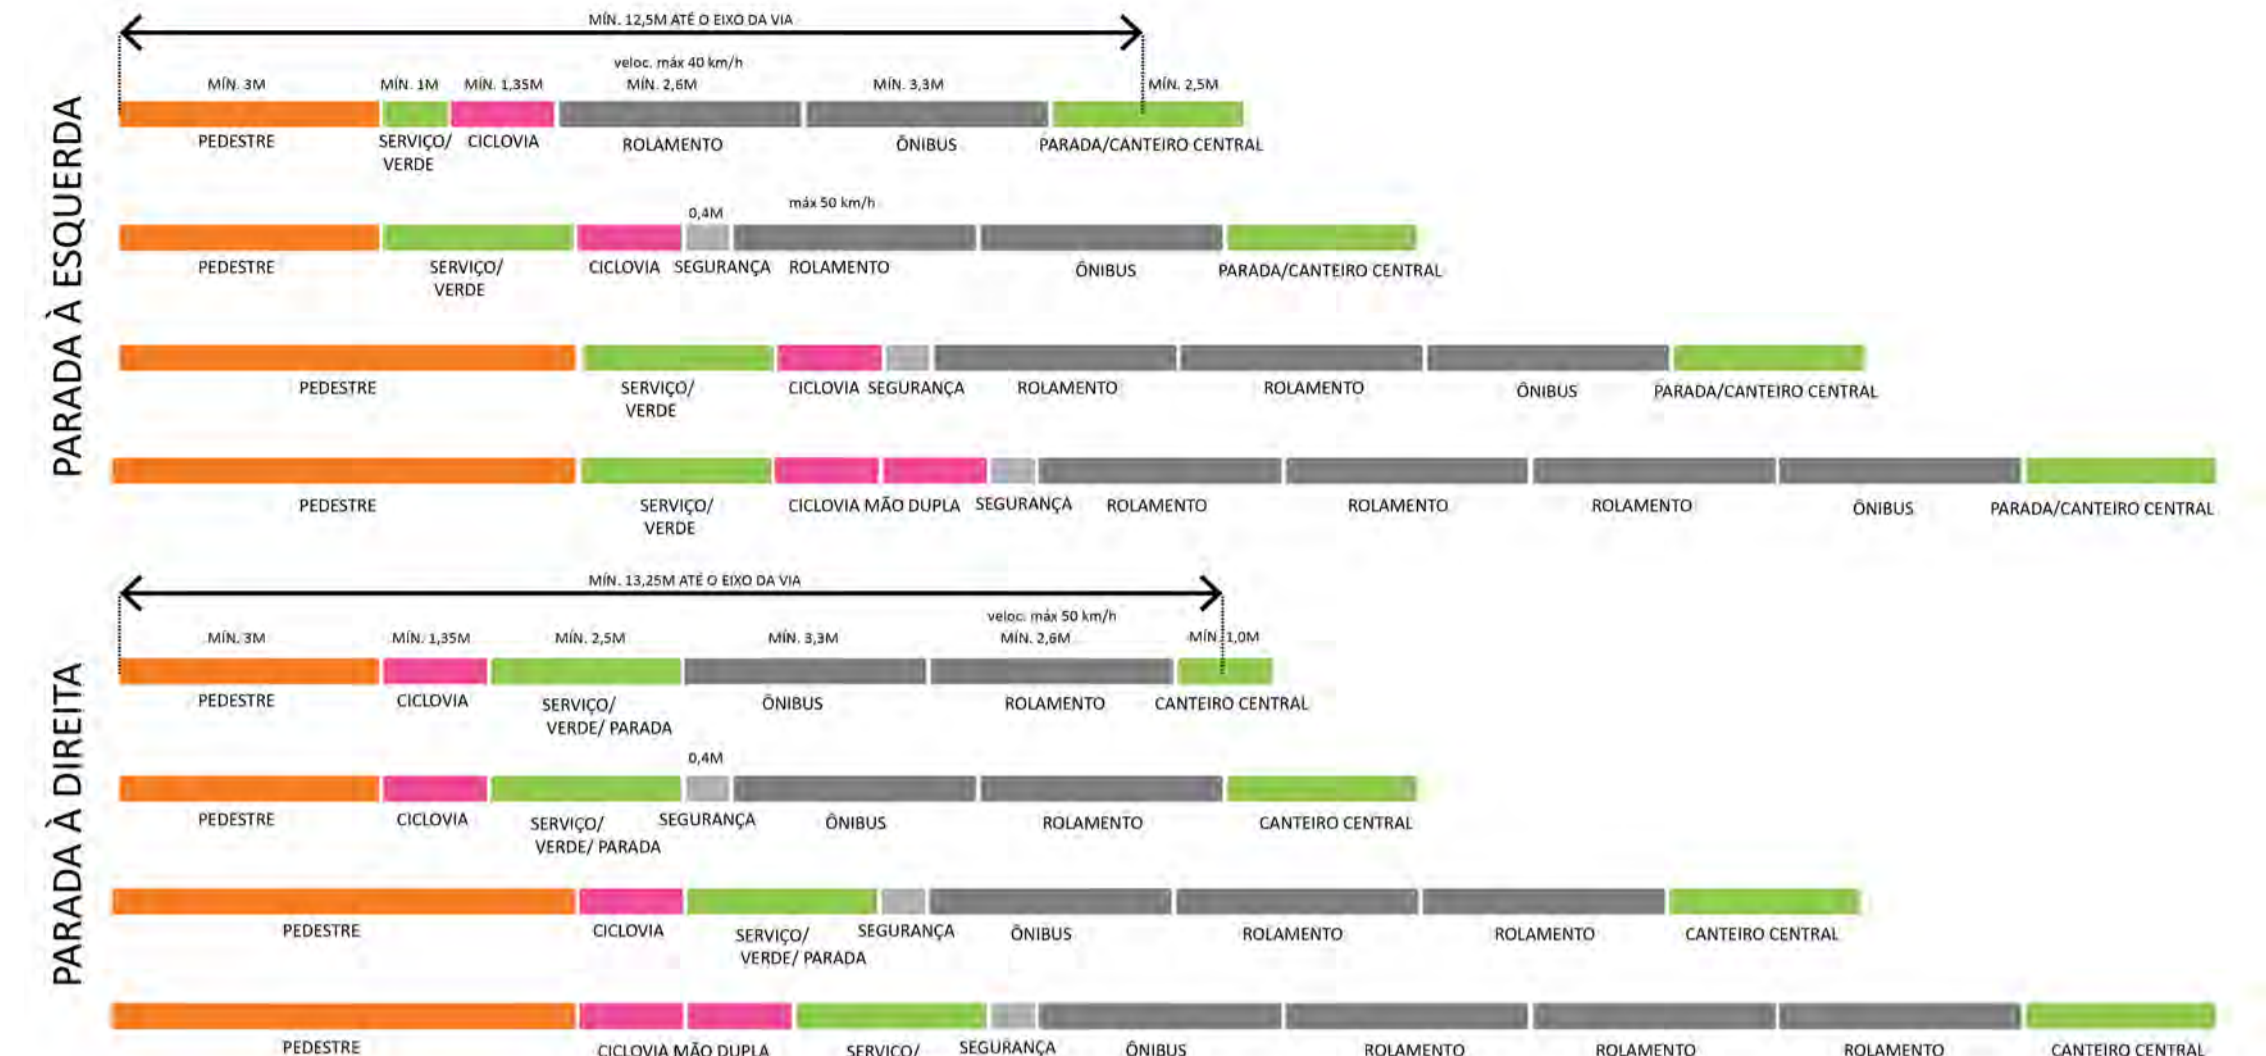 PARADA À ESQUERDA
MÍN. 12,5M ATÉ O EIXO DA VIA
veloc. máx 40 km/h
MÍN. 3M MÍN. 1M MÍN. 1,35M MÍN. 2,6M MÍN. 3,3M MÍN. 2,5M
PEDESTRE SERVIÇO/ CICLOVIA ROLAMENTO ÔNIBUS PARADA/CANTEIRO CENTRAL
VERDE
0,4M máx 50 km/h
PEDESTRE SERVIÇO/ CICLOVIA SEGURANÇA ROLAMENTO ÔNIBUS PARADA/CANTEIRO CENTRAL
VERDE
PEDESTRE SERVIÇO/ CICLOVIA SEGURANÇA ROLAMENTO ROLAMENTO ÔNIBUS PARADA/CANTEIRO CENTRAL
VERDE
PEDESTRE SERVIÇO/ CICLOVIA MÃO DUPLA SEGURANÇA ROLAMENTO ROLAMENTO ROLAMENTO ÔNIBUS PARADA/CANTEIRO CENTRAL
VERDE
PARADA À DIREITA
MÍN. 13,25M ATÉ O EIXO DA VIA
veloc. máx 50 km/h
MÍN. 3M MÍN. 1,35M MÍN. 2,5M MÍN. 3,3M MÍN. 2,6M MÍN. 1,0M
PEDESTRE CICLOVIA SERVIÇO/ ÔNIBUS ROLAMENTO CANTEIRO CENTRAL
VERDE/ PARADA
0,4M
PEDESTRE CICLOVIA SERVIÇO/ SEGURANÇA ÔNIBUS ROLAMENTO CANTEIRO CENTRAL
VERDE/ PARADA
PEDESTRE CICLOVIA SERVIÇO/ SEGURANÇA ÔNIBUS ROLAMENTO ROLAMENTO CANTEIRO CENTRAL
VERDE/ PARADA
PEDESTRE CICLOVIA MÃO DUPLA SERVIÇO/ SEGURANÇA ÔNIBUS ROLAMENTO ROLAMENTO ROLAMENTO CANTEIRO CENTRAL